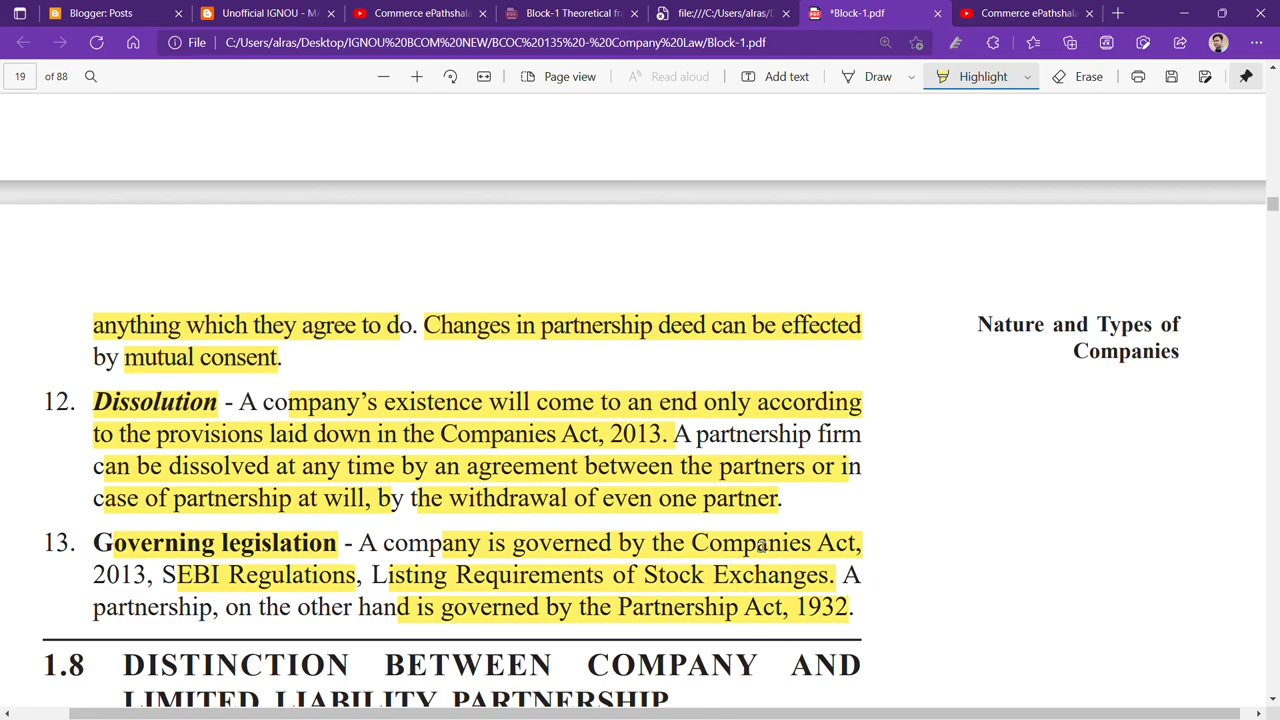 Blogger: Posts
Unofficial IGNOU - M
Commerce ePathshal
Block-1 Theoretical fr
file:///C:/Users/alras/D
*Block-1.pdf
Commerce ePathshal
File C:/Users/alras/Desktop/IGNOU%20BCOM%20NEW/BCOC%20135%20-%20Company%20Law/Block-1.pdf
19 of 88 Page view Read aloud Add text Draw Highlight Erase
anything which they agree to do. Changes in partnership deed can be effected
by mutual consent.
Nature and Types of
Companies
12. Dissolution - A company's existence will come to an end only according
to the provisions laid down in the Companies Act, 2013. A partnership firm
can be dissolved at any time by an agreement between the partners or in
case of partnership at will, by the withdrawal of even one partner.
13. Governing legislation - A company is governed by the Companies Act,
2013, SEBI Regulations, Listing Requirements of Stock Exchanges. A
partnership, on the other hand is governed by the Partnership Act, 1932.
1.8 DISTINCTION BETWEEN COMPANY AND
LIMITED LIABILITY PARTNERSHIP